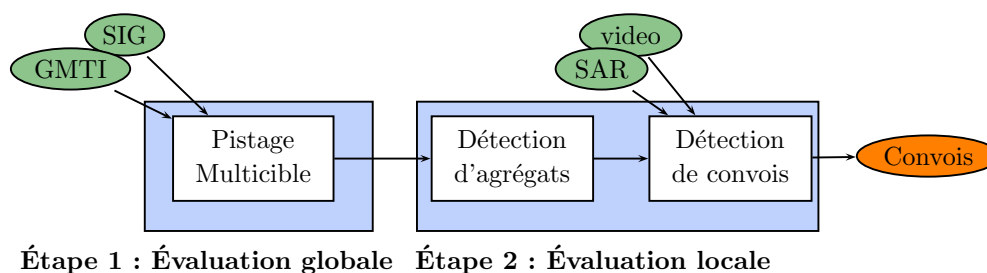 SIG
video
GMTI
SAR
Pistage
Multicible
Détection
d'agrégats
Détection
de convois
Convois
Étape 1 : Évaluation globale
Étape 2 : Évaluation locale